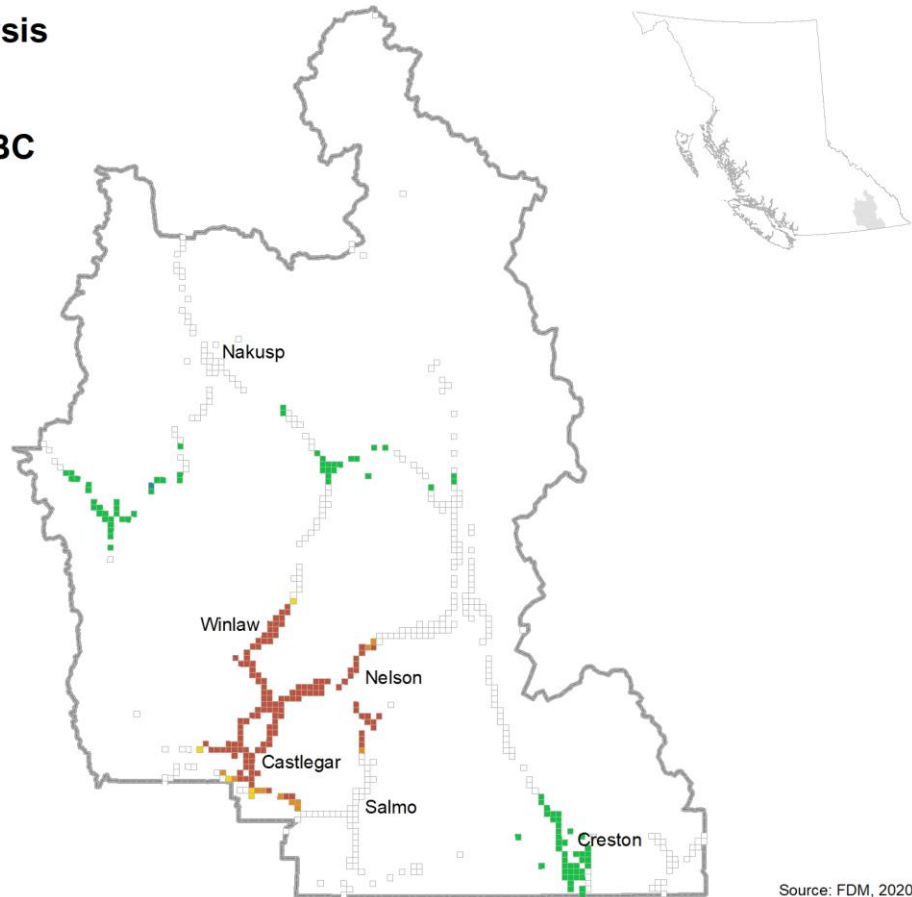 sis
BC
Nakusp
Winlaw
Nelson
Castlegar
Salmo
Creston
Source: FDM, 2020